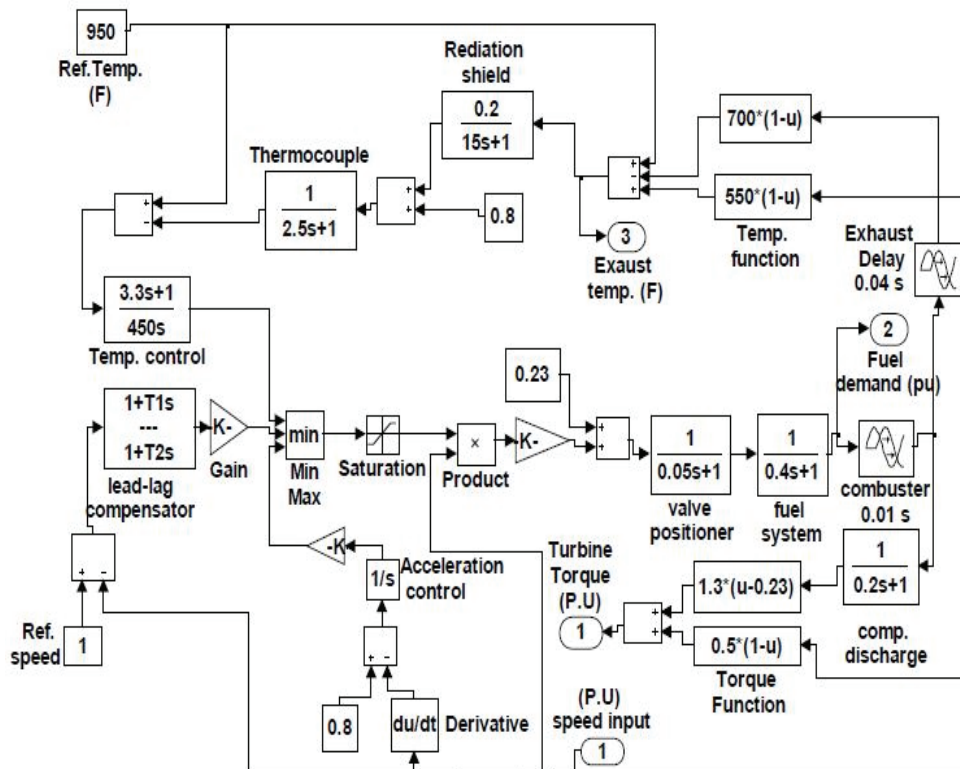 950
Ref.Temp.
(F)
Rediation
shield
0.2
15s+1
700*(1-u)
Thermocouple
1
2.5s+1
+
+
0.8
+
-
+
550*(1-u)
Temp.
function
Exhaust
Delay
0.04 s
+
-
3
Exaust
temp. (F)
3.3s+1
450s
Temp. control
2
Fuel
demand (pu)
0.23
1+T1s
---
1+T2s
lead-lag
compensator
-K-
Gain
min
Min
Max
Saturation
×
Product
-K-
+
+
1
0.05s+1
valve
positioner
1
0.4s+1
fuel
system
combuster
0.01 s
-K
Acceleration
control
1/s
Turbine
Torque
(P.U)
1
+
+
1.3*(u-0.23)
1
0.2s+1
comp.
discharge
0.5*(1-u)
Torque
Function
+
-
Ref.
speed
1
+
-
0.8
du/dt
Derivative
(P.U)
speed input
1